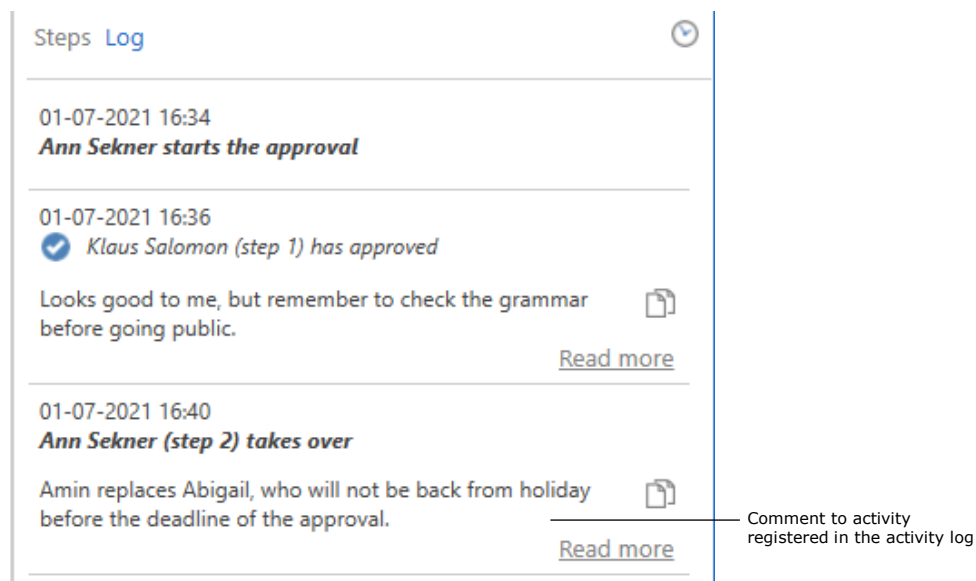 Steps Log
01-07-2021 16:34
Ann Sekner starts the approval
01-07-2021 16:36
Klaus Salomon (step 1) has approved
Looks good to me, but remember to check the grammar
before going public.
Read more
01-07-2021 16:40
Ann Sekner (step 2) takes over
Amin replaces Abigail, who will not be back from holiday
before the deadline of the approval.
Read more
Comment to activity
registered in the activity log